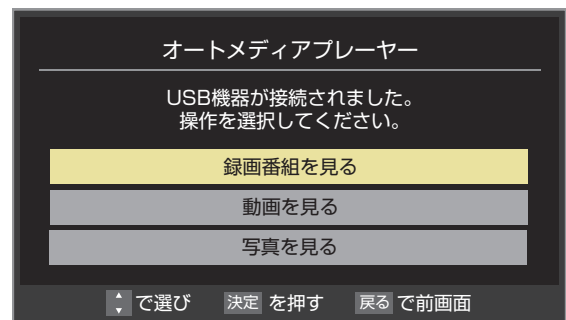 オートメディアプレーヤー
USB機器が接続されました。
操作を選択してください。
録画番組を見る
動画を見る
写真を見る
で選び 決定 を押す 戻る で前画面